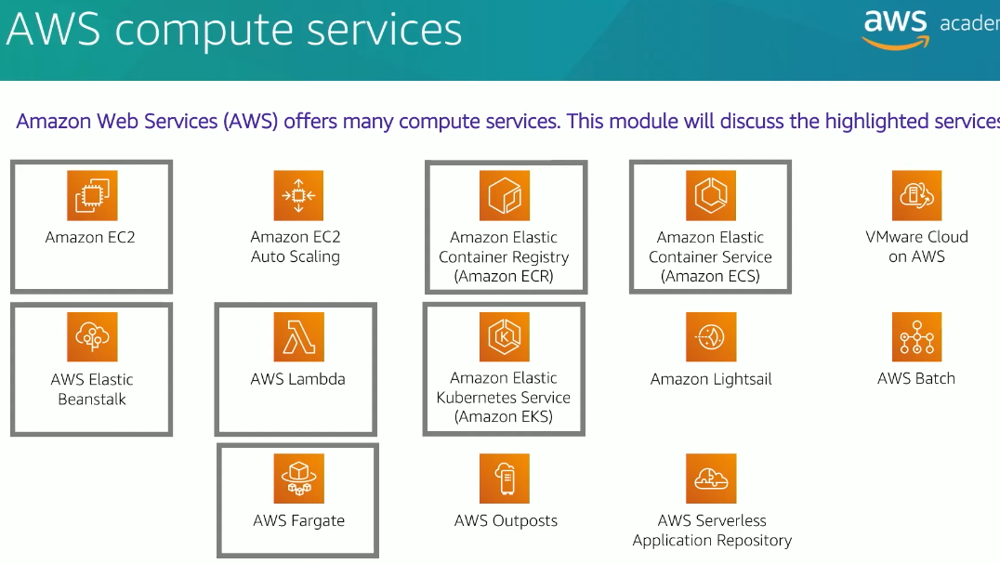 AWS compute services
aws academ
Amazon Web Services (AWS) offers many compute services. This module will discuss the highlighted services
Amazon EC2
Amazon EC2
Auto Scaling
Amazon Elastic
Container Registry
(Amazon ECR)
Amazon Elastic
Container Service
(Amazon ECS)
VMware Cloud
on AWS
AWS Elastic
Beanstalk
AWS Lambda
Amazon Elastic
Kubernetes Service
(Amazon EKS)
Amazon Lightsail
AWS Batch
AWS Fargate
AWS Outposts
AWS Serverless
Application Repository